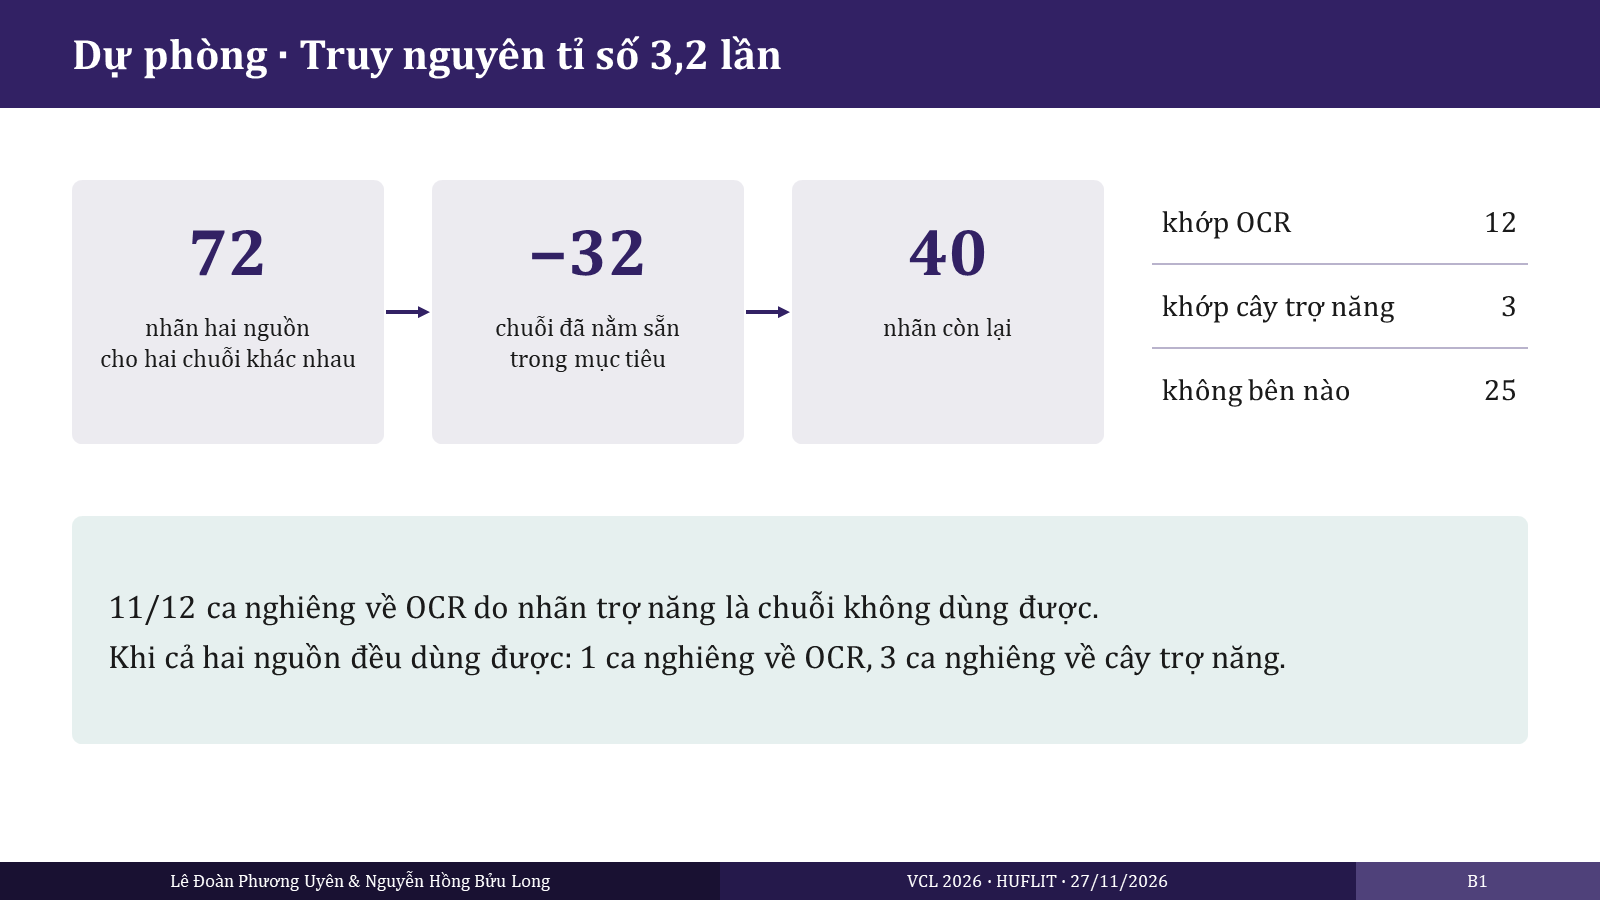 Dự phòng · Truy nguyên tỉ số 3,2 lần
72
nhãn hai nguồn
cho hai chuỗi khác nhau
−32
chuỗi đã nằm sẵn
trong mục tiêu
40
nhãn còn lại
khớp OCR 12
khớp cây trợ năng 3
không bên nào 25
11/12 ca nghiêng về OCR do nhãn trợ năng là chuỗi không dùng được.
Khi cả hai nguồn đều dùng được: 1 ca nghiêng về OCR, 3 ca nghiêng về cây trợ năng.
Lê Đoàn Phương Uyên & Nguyễn Hồng Bửu Long
VCL 2026 · HUFLIT · 27/11/2026
B1